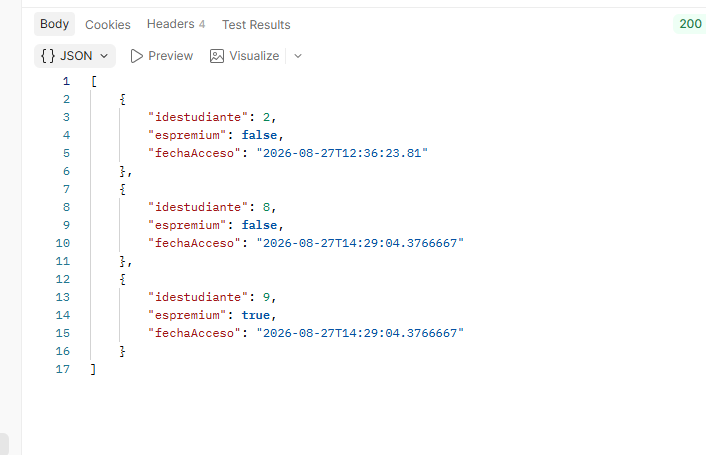 Body Cookies Headers 4 Test Results 200
{} JSON Preview Visualize
1 [
2 {
3 "idestudiante": 2,
4 "espremium": false,
5 "fechaAcceso": "2026-08-27T12:36:23.81"
6 },
7 {
8 "idestudiante": 8,
9 "espremium": false,
10 "fechaAcceso": "2026-08-27T14:29:04.3766667"
11 },
12 {
13 "idestudiante": 9,
14 "espremium": true,
15 "fechaAcceso": "2026-08-27T14:29:04.3766667"
16 }
17 ]